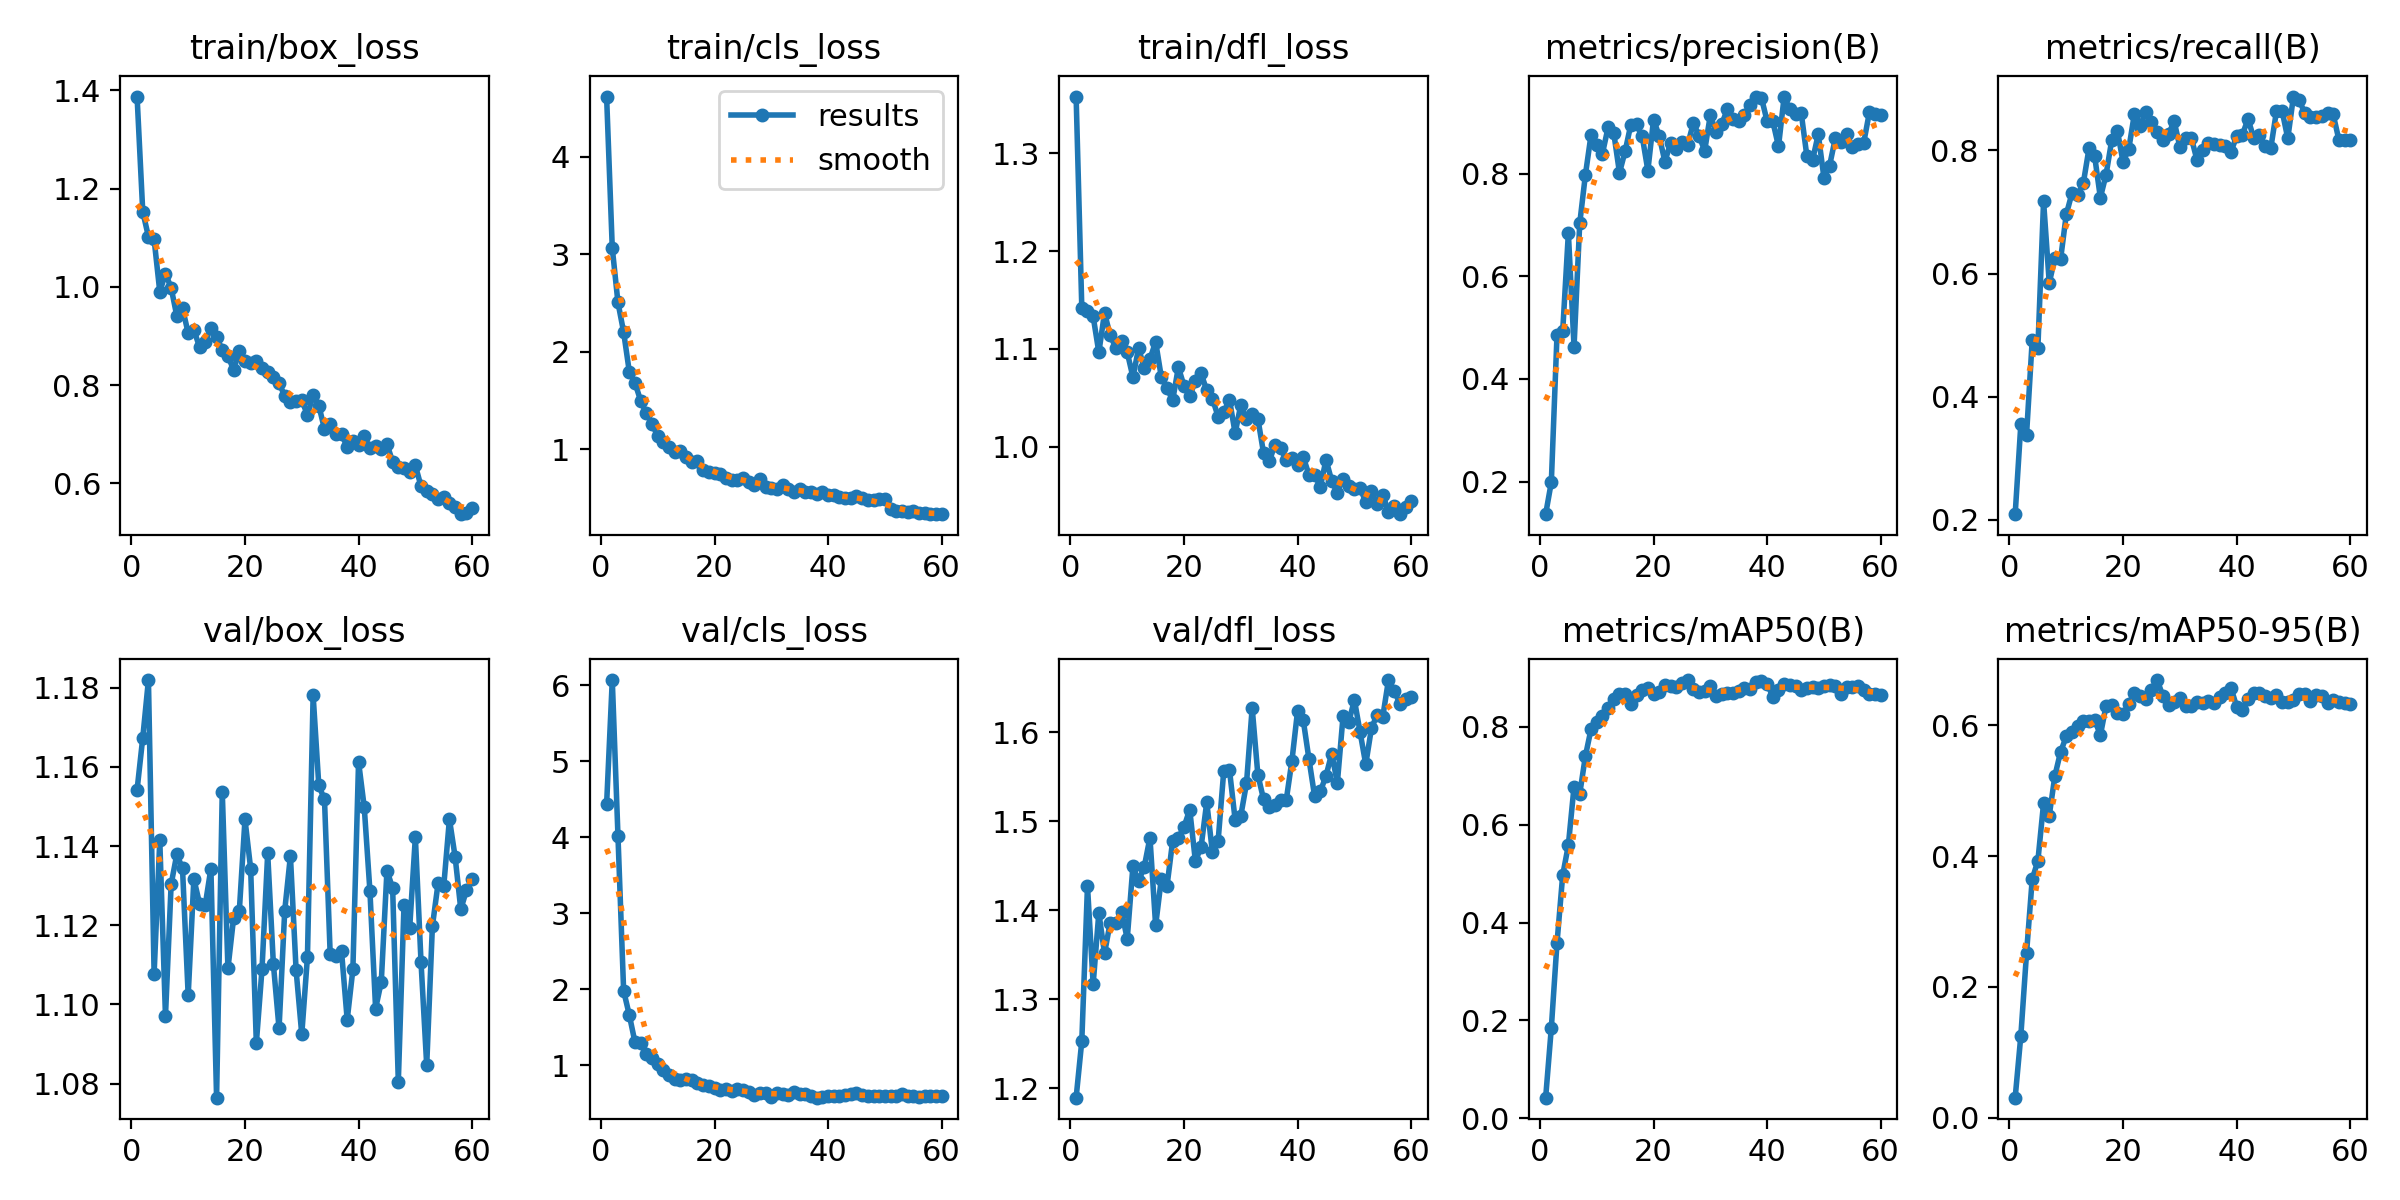 train/box_loss
1.4
1.2
1.0
0.8
0.6
0 20 40 60
train/cls_loss
results
smooth
4
3
2
1
0 20 40 60
train/dfl_loss
1.3
1.2
1.1
1.0
0 20 40 60
metrics/precision(B)
0.8
0.6
0.4
0.2
0 20 40 60
metrics/recall(B)
0.8
0.6
0.4
0.2
0 20 40 60
val/box_loss
1.18
1.16
1.14
1.12
1.10
1.08
0 20 40 60
val/cls_loss
6
5
4
3
2
1
0 20 40 60
val/dfl_loss
1.6
1.5
1.4
1.3
1.2
0 20 40 60
metrics/mAP50(B)
0.8
0.6
0.4
0.2
0.0
0 20 40 60
metrics/mAP50-95(B)
0.6
0.4
0.2
0.0
0 20 40 60